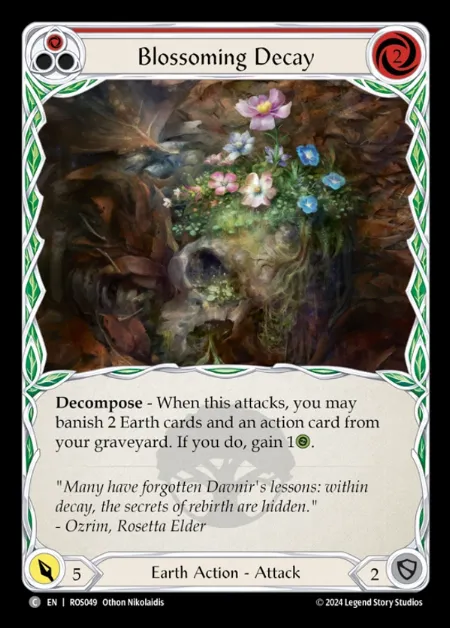 Blossoming Decay
2
Decompose - When this attacks, you may
banish 2 Earth cards and an action card from
your graveyard. If you do, gain 1.
"Many have forgotten Davnir's lessons: within
decay, the secrets of rebirth are hidden."
- Ozrim, Rosetta Elder
5
Earth Action - Attack
2
C EN | ROS049 Othon Nikolaidis
© 2024 Legend Story Studios